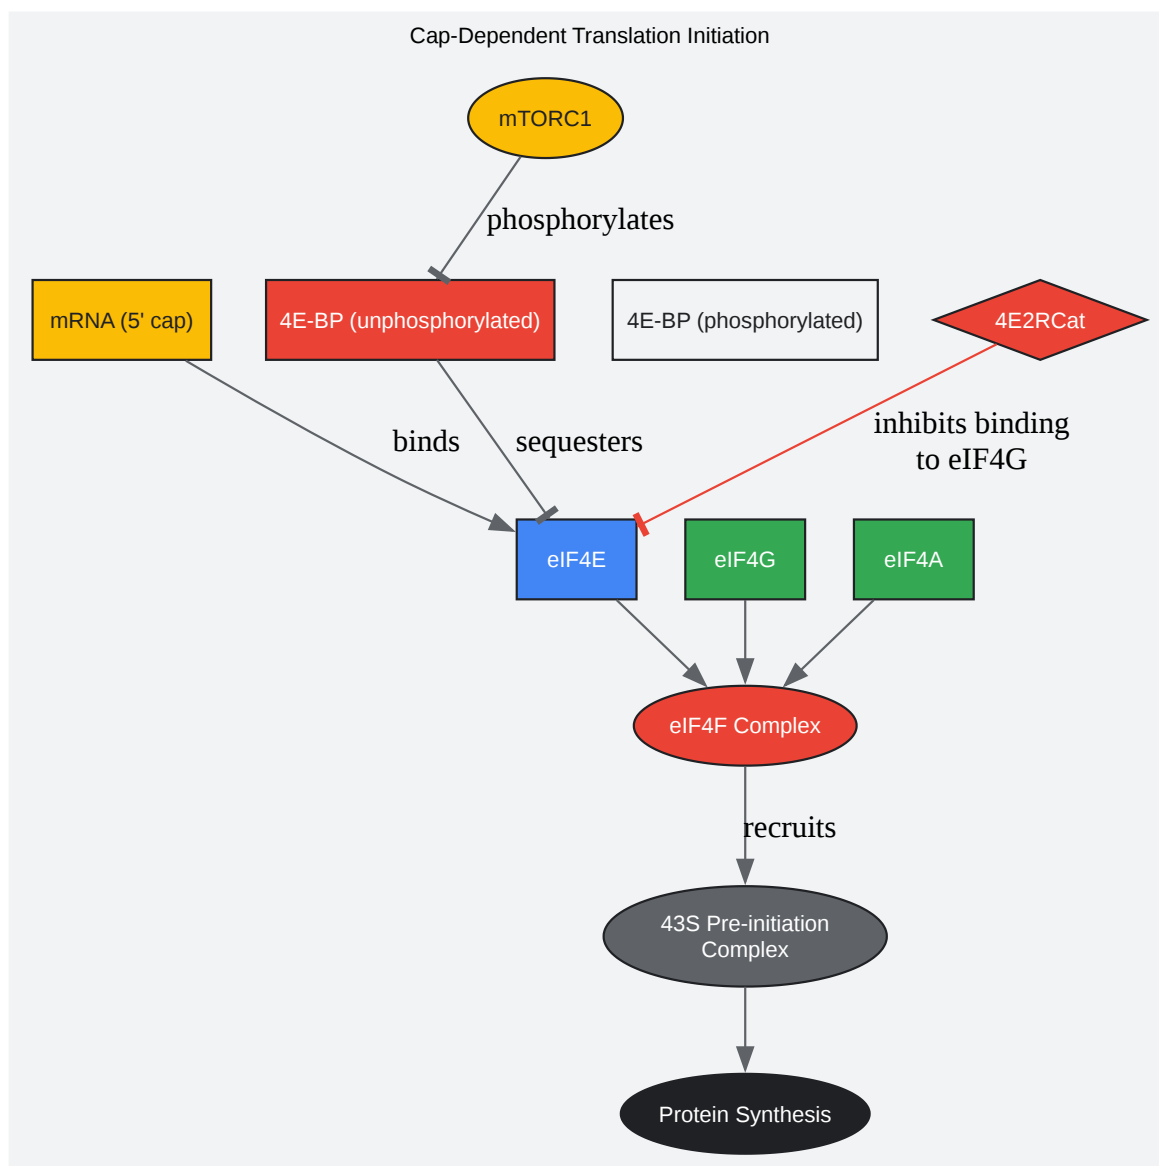 Cap-Dependent Translation Initiation
mTORC1
phosphorylates
mRNA (5' cap)
4E-BP (unphosphorylated)
4E-BP (phosphorylated)
4E2RCat
binds
sequesters
inhibits binding
to eIF4G
eIF4E
eIF4G
eIF4A
eIF4F Complex
recruits
43S Pre-initiation
Complex
Protein Synthesis